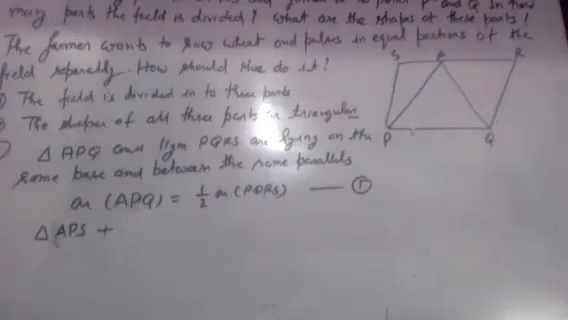 many parts the field is divided? What are the shapes of these parts!
The farmer wants to sow wheat and pulses in equal portions of the
field separately. How should she do it!
The field is divided in to three parts
The shapes of all three parts is triangular
Δ APQ and llgm PQRS are lying on the
same base and between the same parallels
ar (APQ) = 1/2 ar (PQRS) — ①
Δ APS +
S A R
P Q